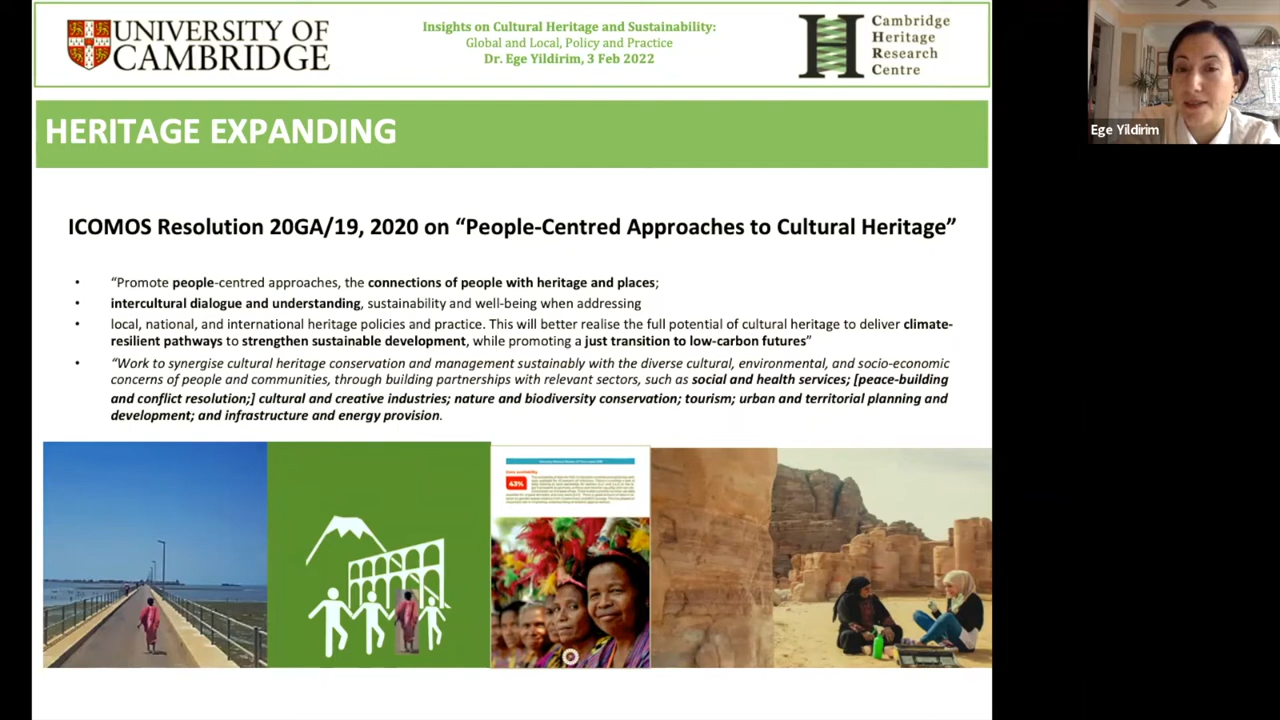 UNIVERSITY OF
CAMBRIDGE
Insights on Cultural Heritage and Sustainability:
Global and Local, Policy and Practice
Dr. Ege Yildirim, 3 Feb 2022
Cambridge
Heritage
Research
Centre
Ege Yildirim
HERITAGE EXPANDING
ICOMOS Resolution 20GA/19, 2020 on “People-Centred Approaches to Cultural Heritage”
• “Promote people-centred approaches, the connections of people with heritage and places;
• intercultural dialogue and understanding, sustainability and well-being when addressing
• local, national, and international heritage policies and practice. This will better realise the full potential of cultural heritage to deliver climate-
resilient pathways to strengthen sustainable development, while promoting a just transition to low-carbon futures”
• “Work to synergise cultural heritage conservation and management sustainably with the diverse cultural, environmental, and socio-economic
concerns of people and communities, through building partnerships with relevant sectors, such as social and health services; [peace-building
and conflict resolution;] cultural and creative industries; nature and biodiversity conservation; tourism; urban and territorial planning and
development; and infrastructure and energy provision.
43%